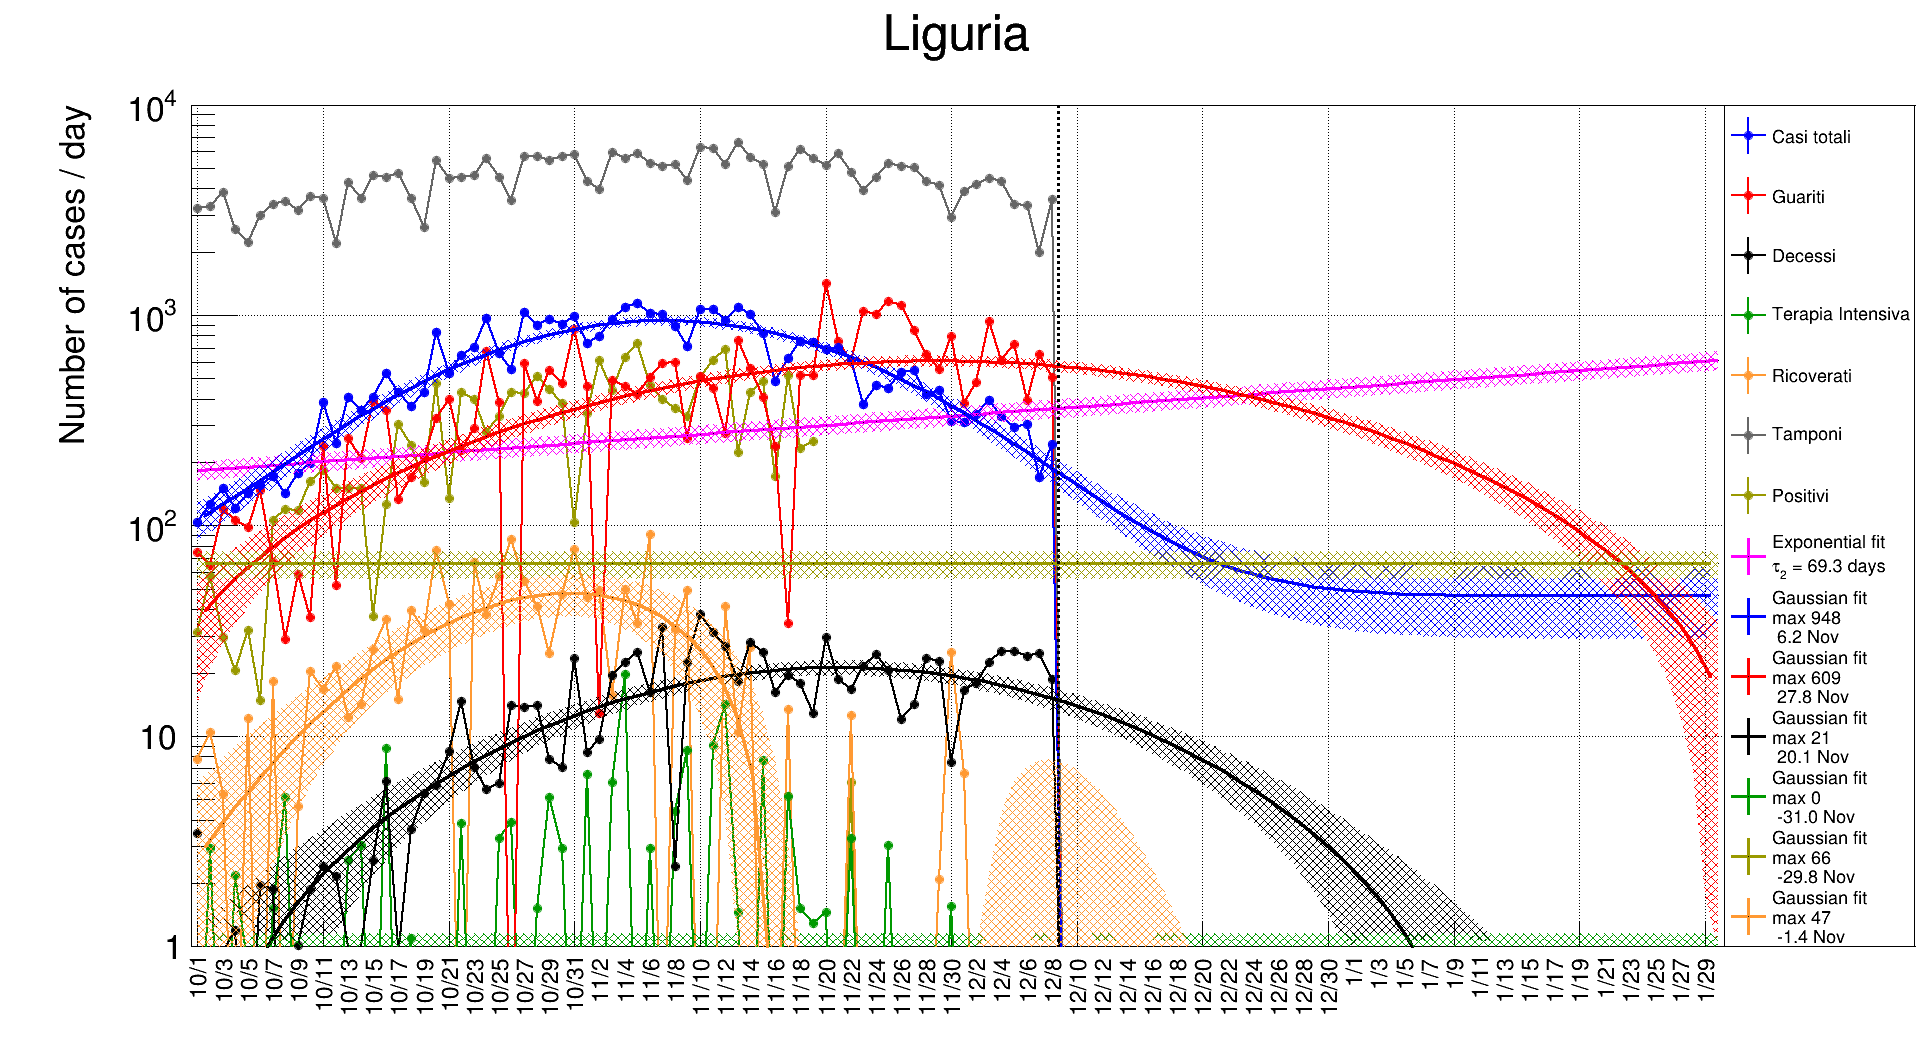 Liguria
Number of cases / day
10⁴
10³
10²
10
1
10/1
10/3
10/5
10/7
10/9
10/11
10/13
10/15
10/17
10/19
10/21
10/23
10/25
10/27
10/29
10/31
11/2
11/4
11/6
11/8
11/10
11/12
11/14
11/16
11/18
11/20
11/22
11/24
11/26
11/28
11/30
12/2
12/4
12/6
12/8
12/10
12/12
12/14
12/16
12/18
12/20
12/22
12/24
12/26
12/28
12/30
1/1
1/3
1/5
1/7
1/9
1/11
1/13
1/15
1/17
1/19
1/21
1/23
1/25
1/27
1/29
Casi totali
Guariti
Decessi
Terapia Intensiva
Ricoverati
Tamponi
Positivi
Exponential fit
τ₂ = 69.3 days
Gaussian fit
max 948
6.2 Nov
Gaussian fit
max 609
27.8 Nov
Gaussian fit
max 21
20.1 Nov
Gaussian fit
max 0
-31.0 Nov
Gaussian fit
max 66
-29.8 Nov
Gaussian fit
max 47
-1.4 Nov